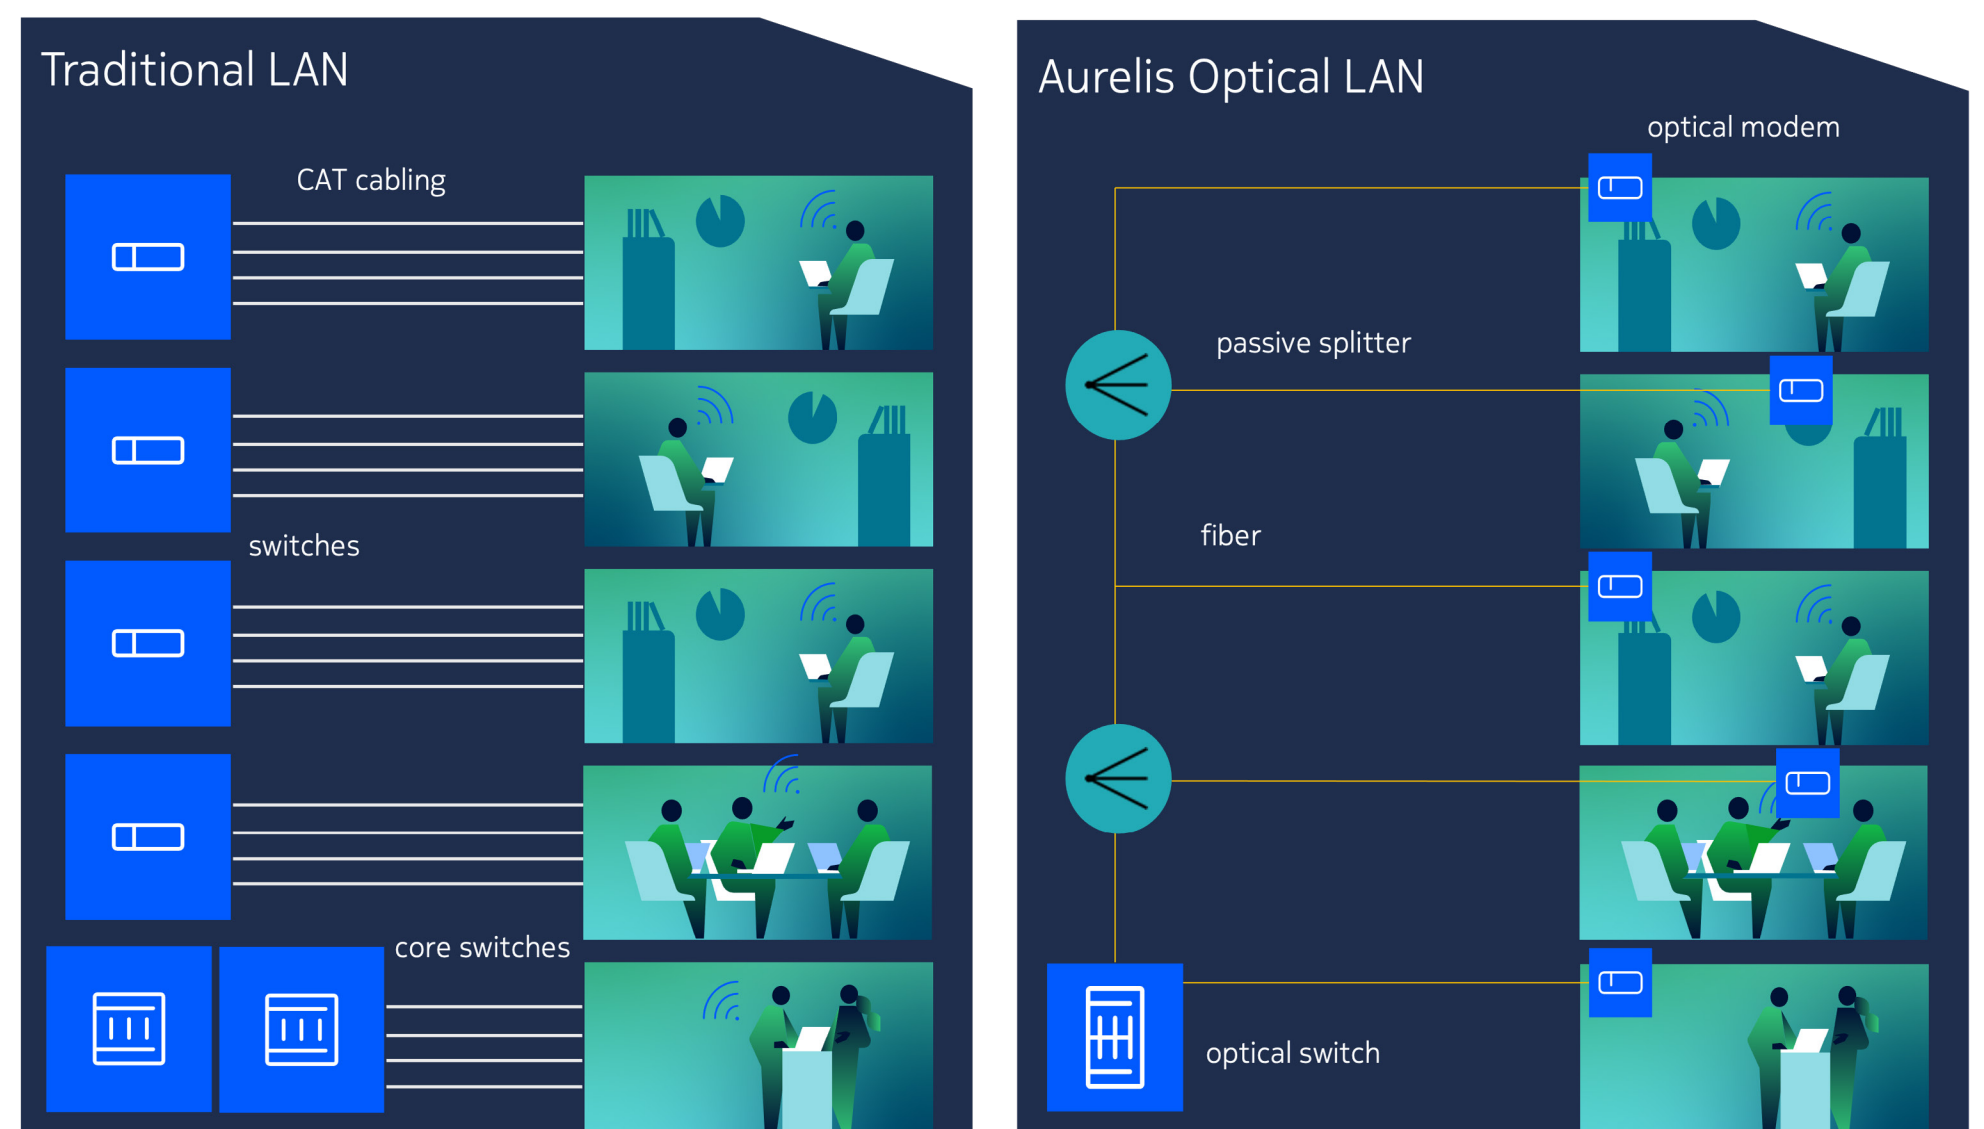 Traditional LAN
CAT cabling
switches
core switches
Aurelis Optical LAN
optical modem
passive splitter
fiber
optical switch